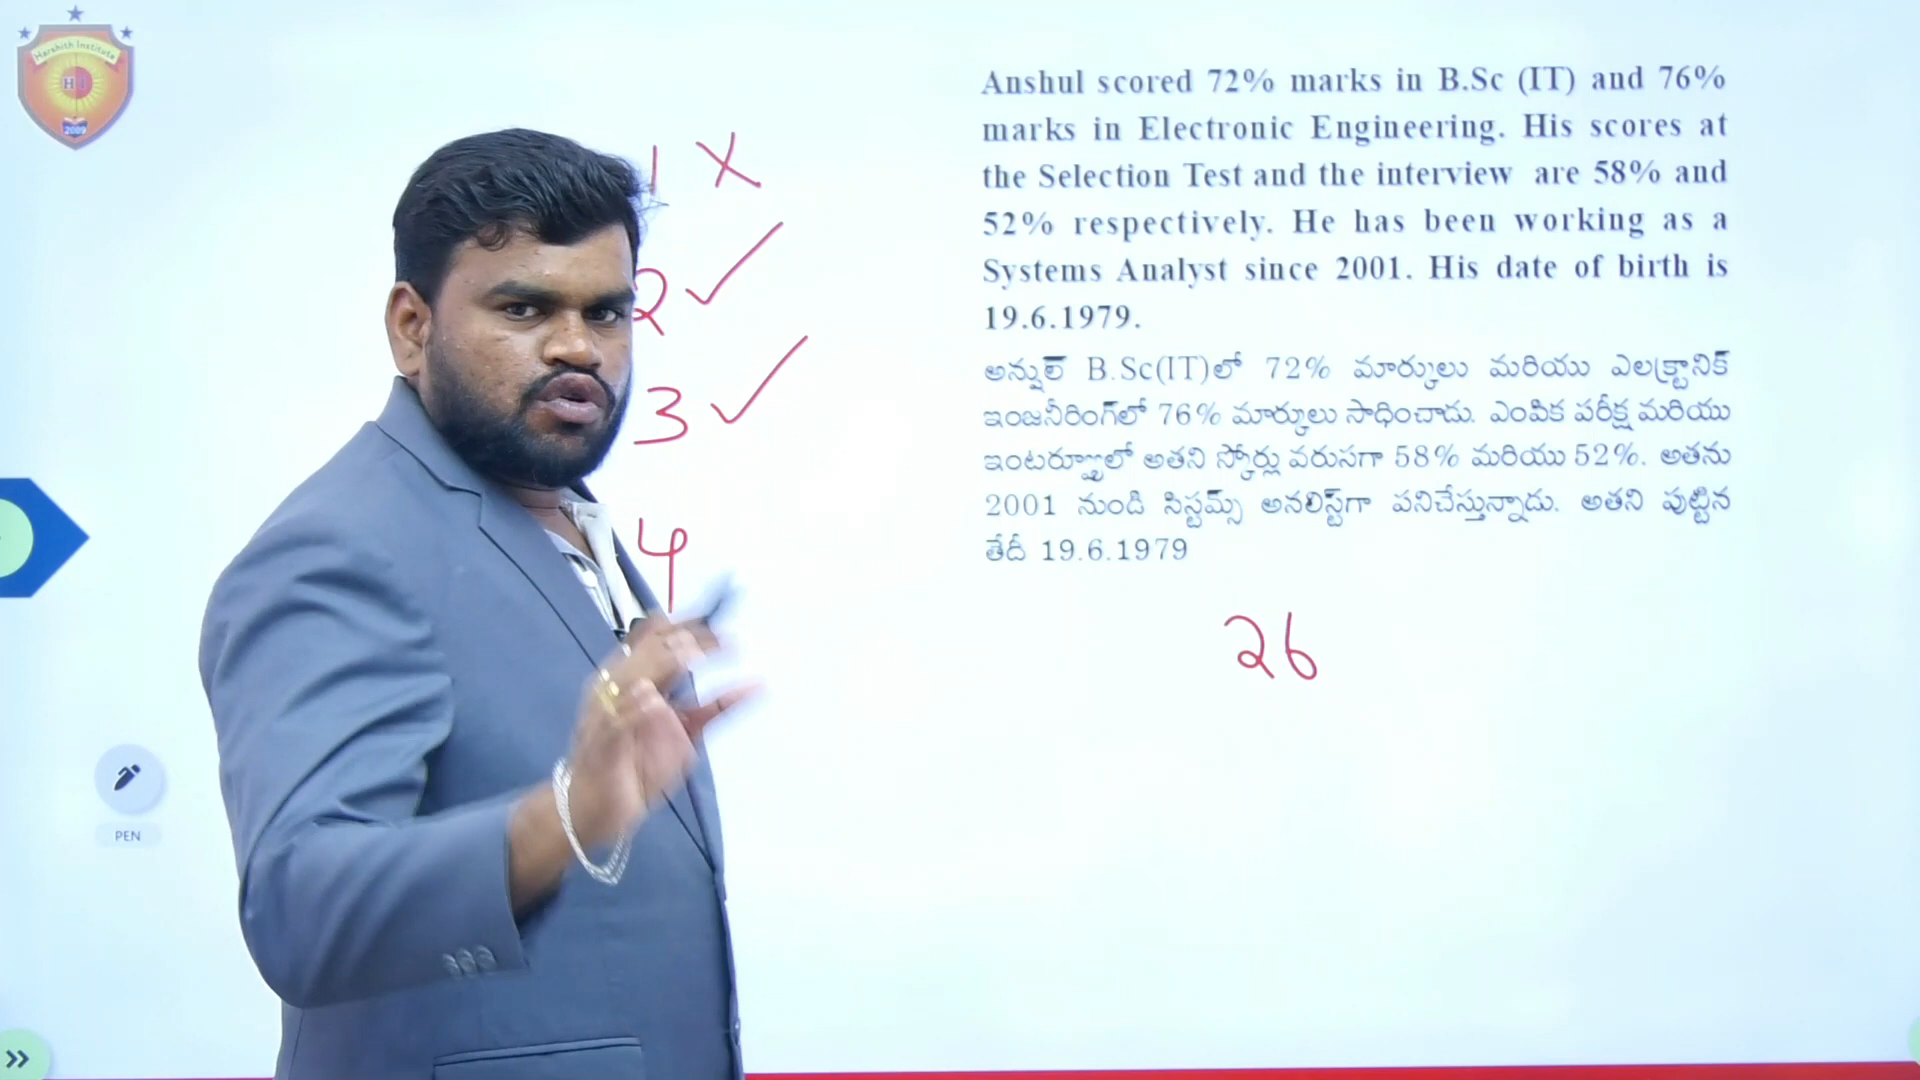 Harshith Institute
HI
2009
Anshul scored 72% marks in B.Sc (IT) and 76%
marks in Electronic Engineering. His scores at
the Selection Test and the interview are 58% and
52% respectively. He has been working as a
Systems Analyst since 2001. His date of birth is
19.6.1979.
అన్షుల్ B.Sc(IT)లో 72% మార్కులు మరియు ఎలక్ట్రానిక్
ఇంజనీరింగ్‌లో 76% మార్కులు సాధించాడు. ఎంపిక పరీక్ష మరియు
ఇంటర్వ్యూలో అతని స్కోర్లు వరుసగా 58% మరియు 52%. అతను
2001 నుండి సిస్టమ్స్ అనలిస్ట్‌గా పనిచేస్తున్నాడు. అతని పుట్టిన
తేదీ 19.6.1979
1 X
2 ✓
3 ✓
4
26
PEN